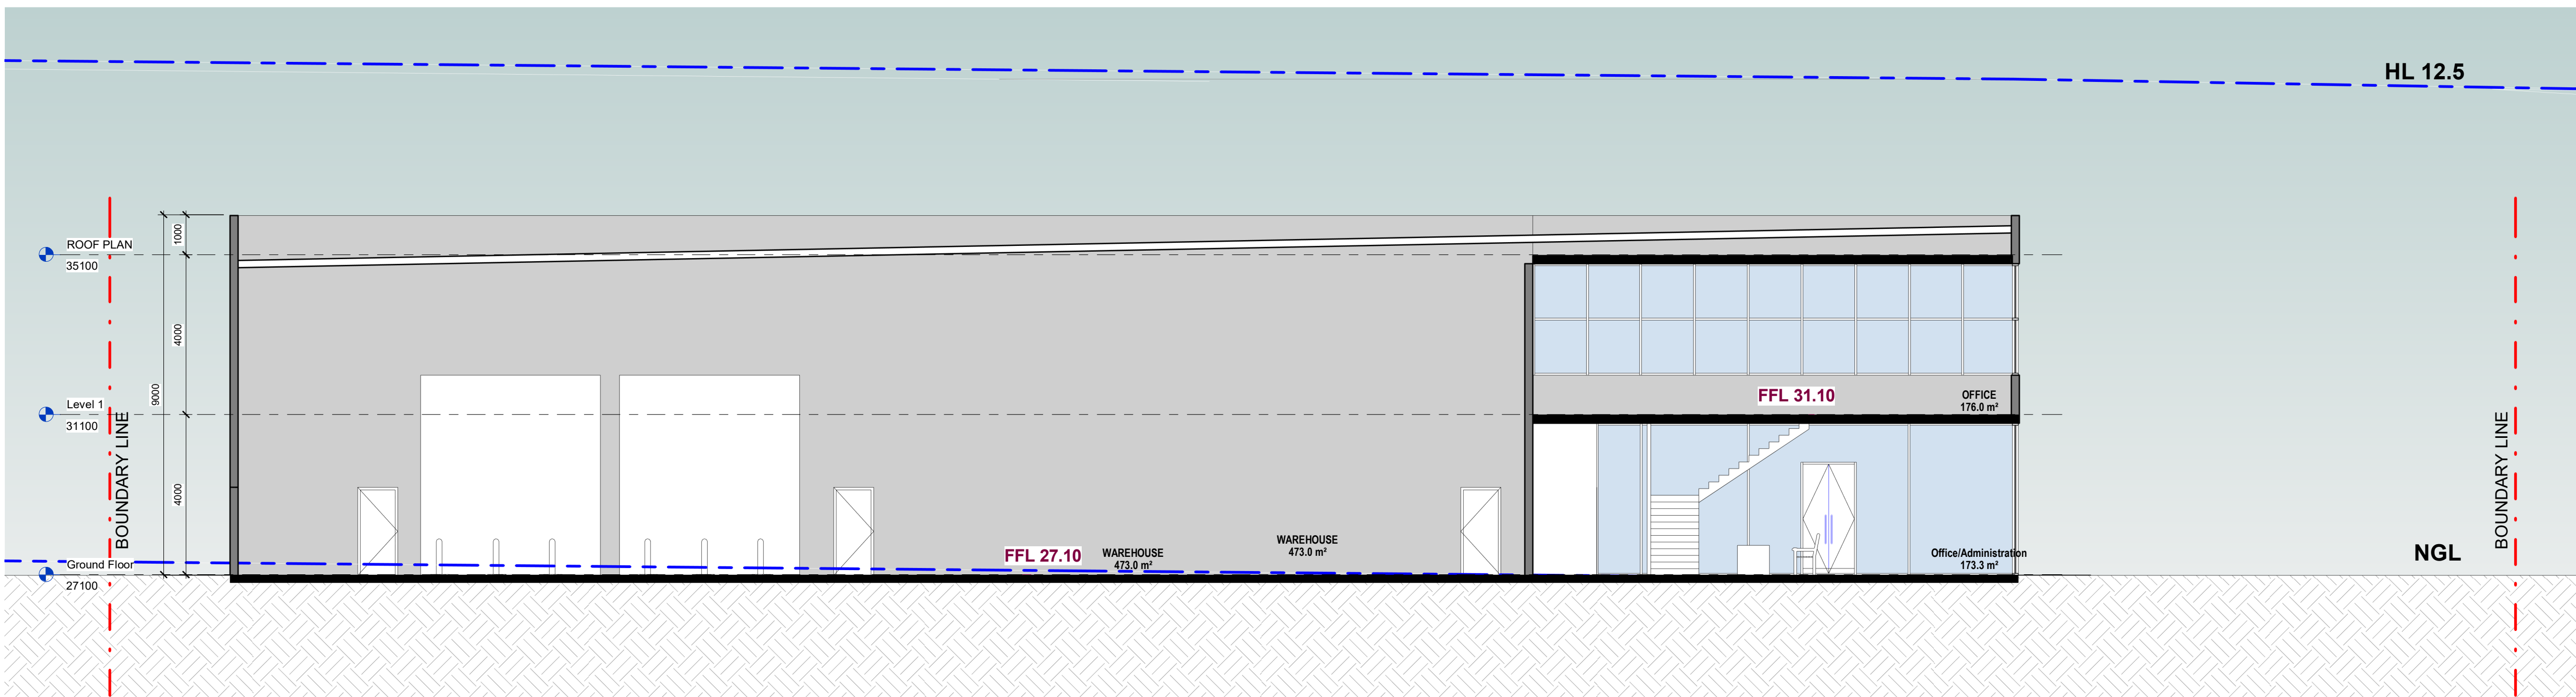 HL 12.5
ROOF PLAN
35100
1000
4000
9000
Level 1
31100
4000
BOUNDARY LINE
Ground Floor
27100
FFL 27.10
WAREHOUSE
473.0 m²
WAREHOUSE
473.0 m²
FFL 31.10
OFFICE
176.0 m²
Office/Administration
173.3 m²
NGL
BOUNDARY LINE